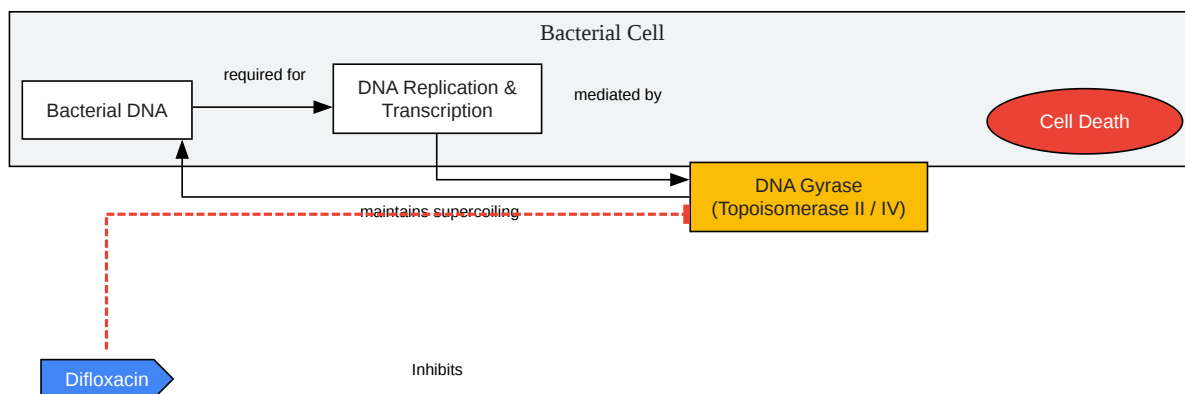 Bacterial Cell
required for
DNA Replication &
Transcription
Bacterial DNA
mediated by
Cell Death
DNA Gyrase
(Topoisomerase II / IV)
maintains supercoiling
Inhibits
Difloxacin